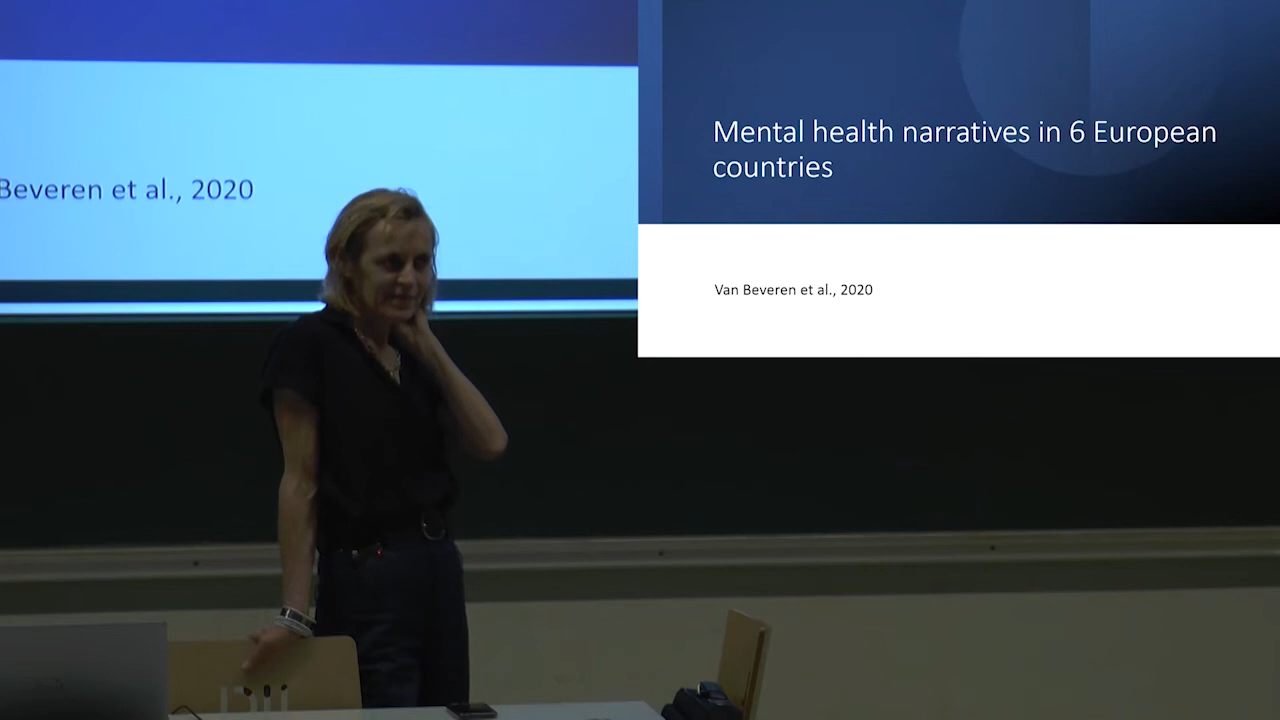 Beveren et al., 2020
Mental health narratives in 6 European
countries
Van Beveren et al., 2020